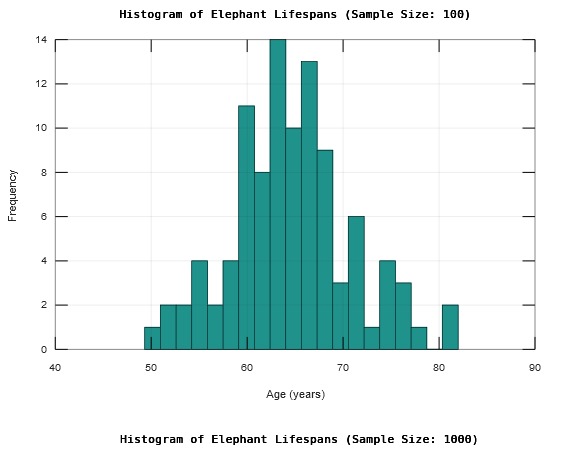 Histogram of Elephant Lifespans (Sample Size: 100)
14
12
10
8
6
4
2
0
Frequency
40 50 60 70 80 90
Age (years)
Histogram of Elephant Lifespans (Sample Size: 1000)